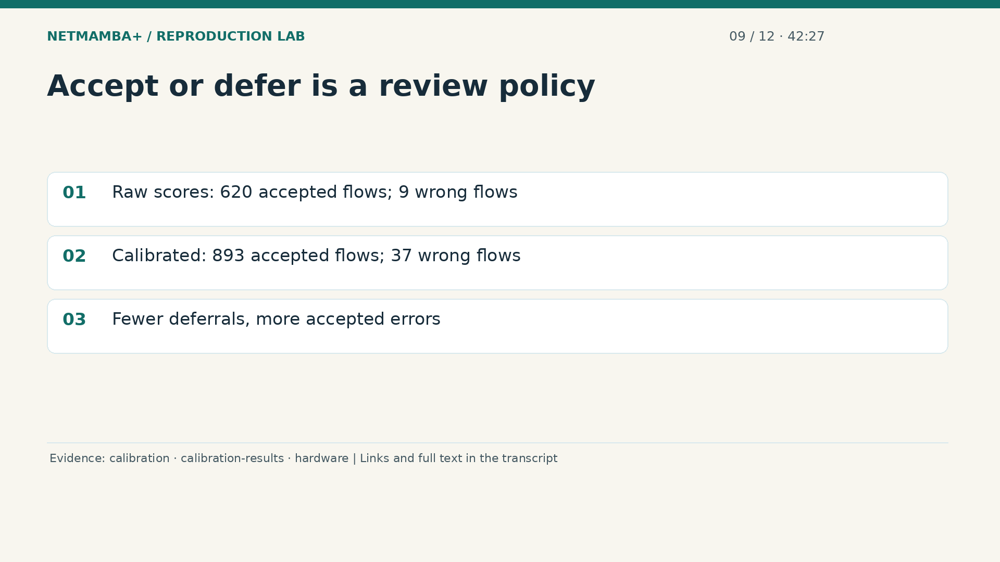 NETMAMBA+ / REPRODUCTION LAB
09 / 12 · 42:27
Accept or defer is a review policy
01 Raw scores: 620 accepted flows; 9 wrong flows
02 Calibrated: 893 accepted flows; 37 wrong flows
03 Fewer deferrals, more accepted errors
Evidence: calibration · calibration-results · hardware | Links and full text in the transcript